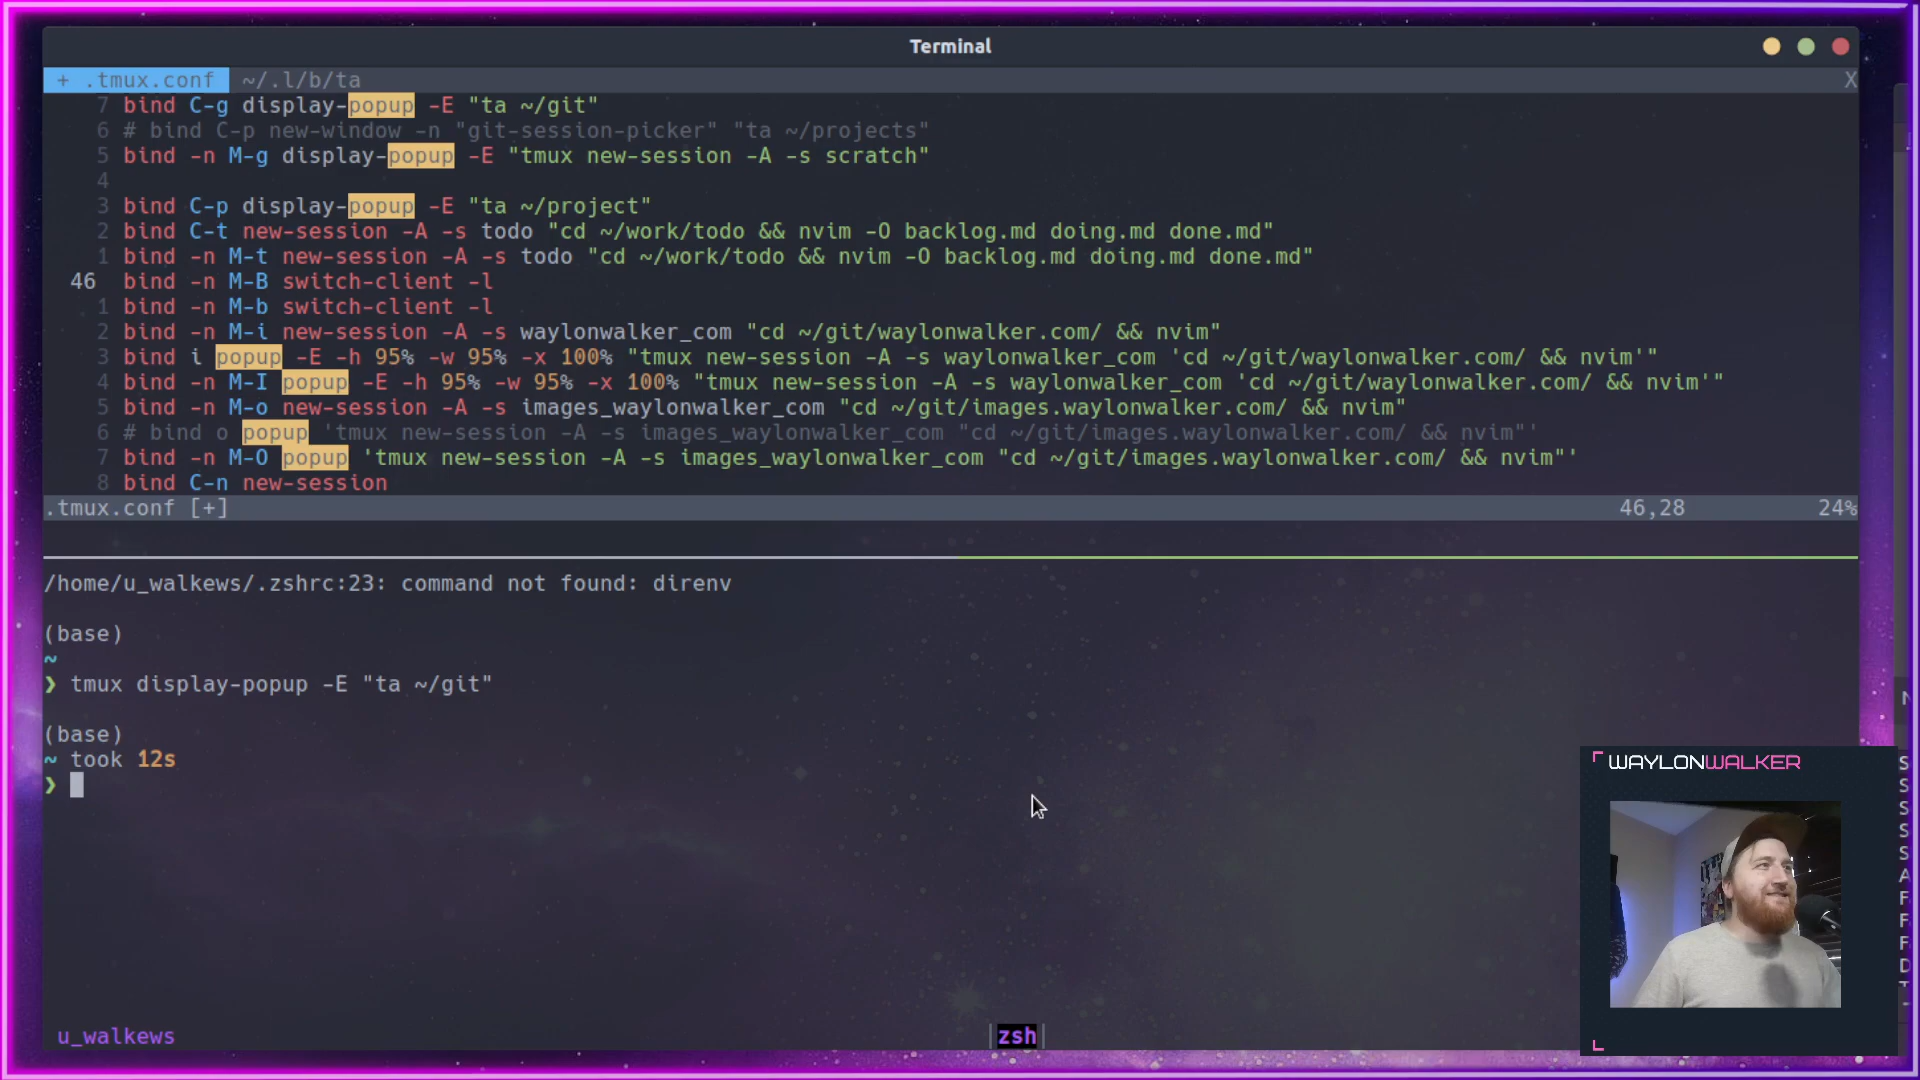 Terminal
+ .tmux.conf ~/.l/b/ta X
7 bind C-g display-popup -E "ta ~/git"
6 # bind C-p new-window -n "git-session-picker" "ta ~/projects"
5 bind -n M-g display-popup -E "tmux new-session -A -s scratch"
4
3 bind C-p display-popup -E "ta ~/project"
2 bind C-t new-session -A -s todo "cd ~/work/todo && nvim -O backlog.md doing.md done.md"
1 bind -n M-t new-session -A -s todo "cd ~/work/todo && nvim -O backlog.md doing.md done.md"
46 bind -n M-B switch-client -l
1 bind -n M-b switch-client -l
2 bind -n M-i new-session -A -s waylonwalker_com "cd ~/git/waylonwalker.com/ && nvim"
3 bind i popup -E -h 95% -w 95% -x 100% "tmux new-session -A -s waylonwalker_com 'cd ~/git/waylonwalker.com/ && nvim'"
4 bind -n M-I popup -E -h 95% -w 95% -x 100% "tmux new-session -A -s waylonwalker_com 'cd ~/git/waylonwalker.com/ && nvim'"
5 bind -n M-o new-session -A -s images_waylonwalker_com "cd ~/git/images.waylonwalker.com/ && nvim"
6 # bind o popup 'tmux new-session -A -s images_waylonwalker_com "cd ~/git/images.waylonwalker.com/ && nvim"'
7 bind -n M-O popup 'tmux new-session -A -s images_waylonwalker_com "cd ~/git/images.waylonwalker.com/ && nvim"'
8 bind C-n new-session
.tmux.conf [+] 46,28 24%
/home/u_walkews/.zshrc:23: command not found: direnv
(base)
~
❯ tmux display-popup -E "ta ~/git"
(base)
~ took 12s
❯
WAYLONWALKER
u_walkews |zsh|